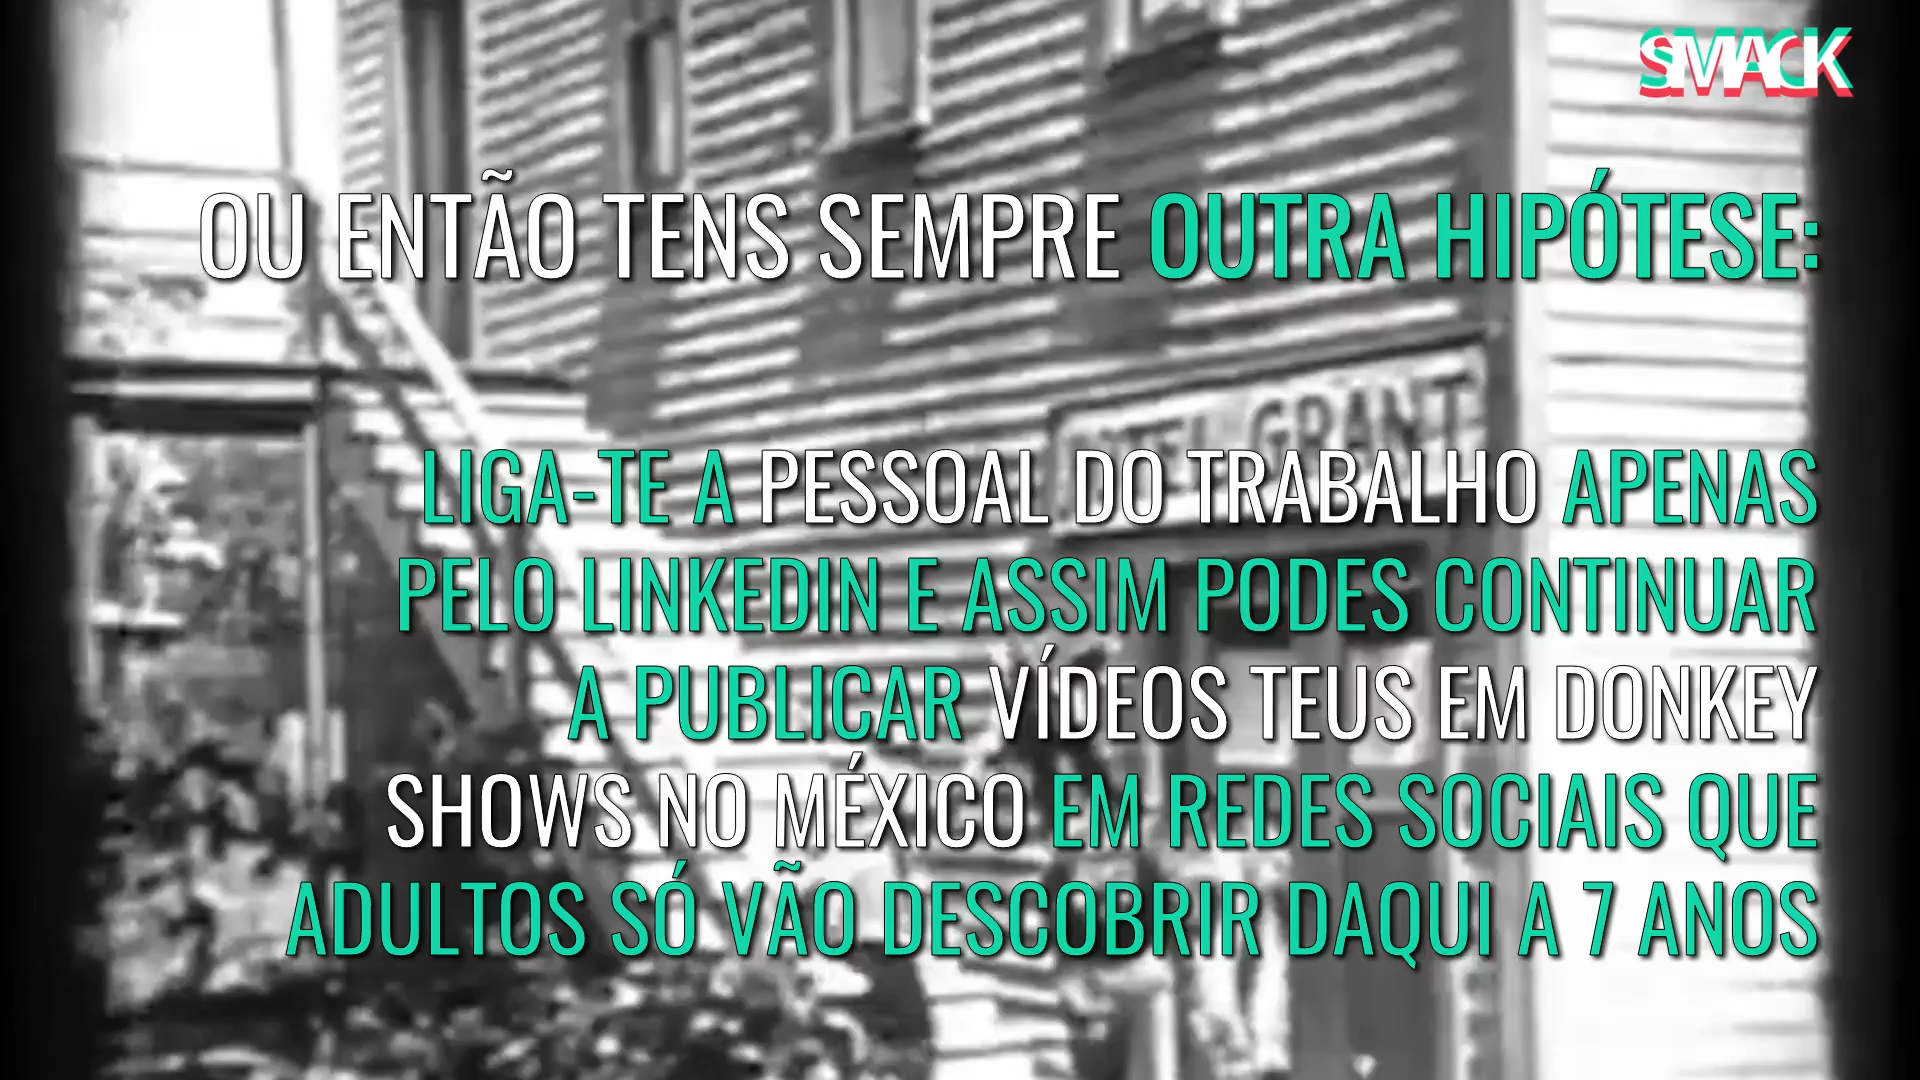 SMACK
OU ENTÃO TENS SEMPRE OUTRA HIPÓTESE:
GRANT
LIGA-TE A PESSOAL DO TRABALHO APENAS
PELO LINKEDIN E ASSIM PODES CONTINUAR
A PUBLICAR VÍDEOS TEUS EM DONKEY
SHOWS NO MÉXICO EM REDES SOCIAIS QUE
ADULTOS SÓ VÃO DESCOBRIR DAQUI A 7 ANOS